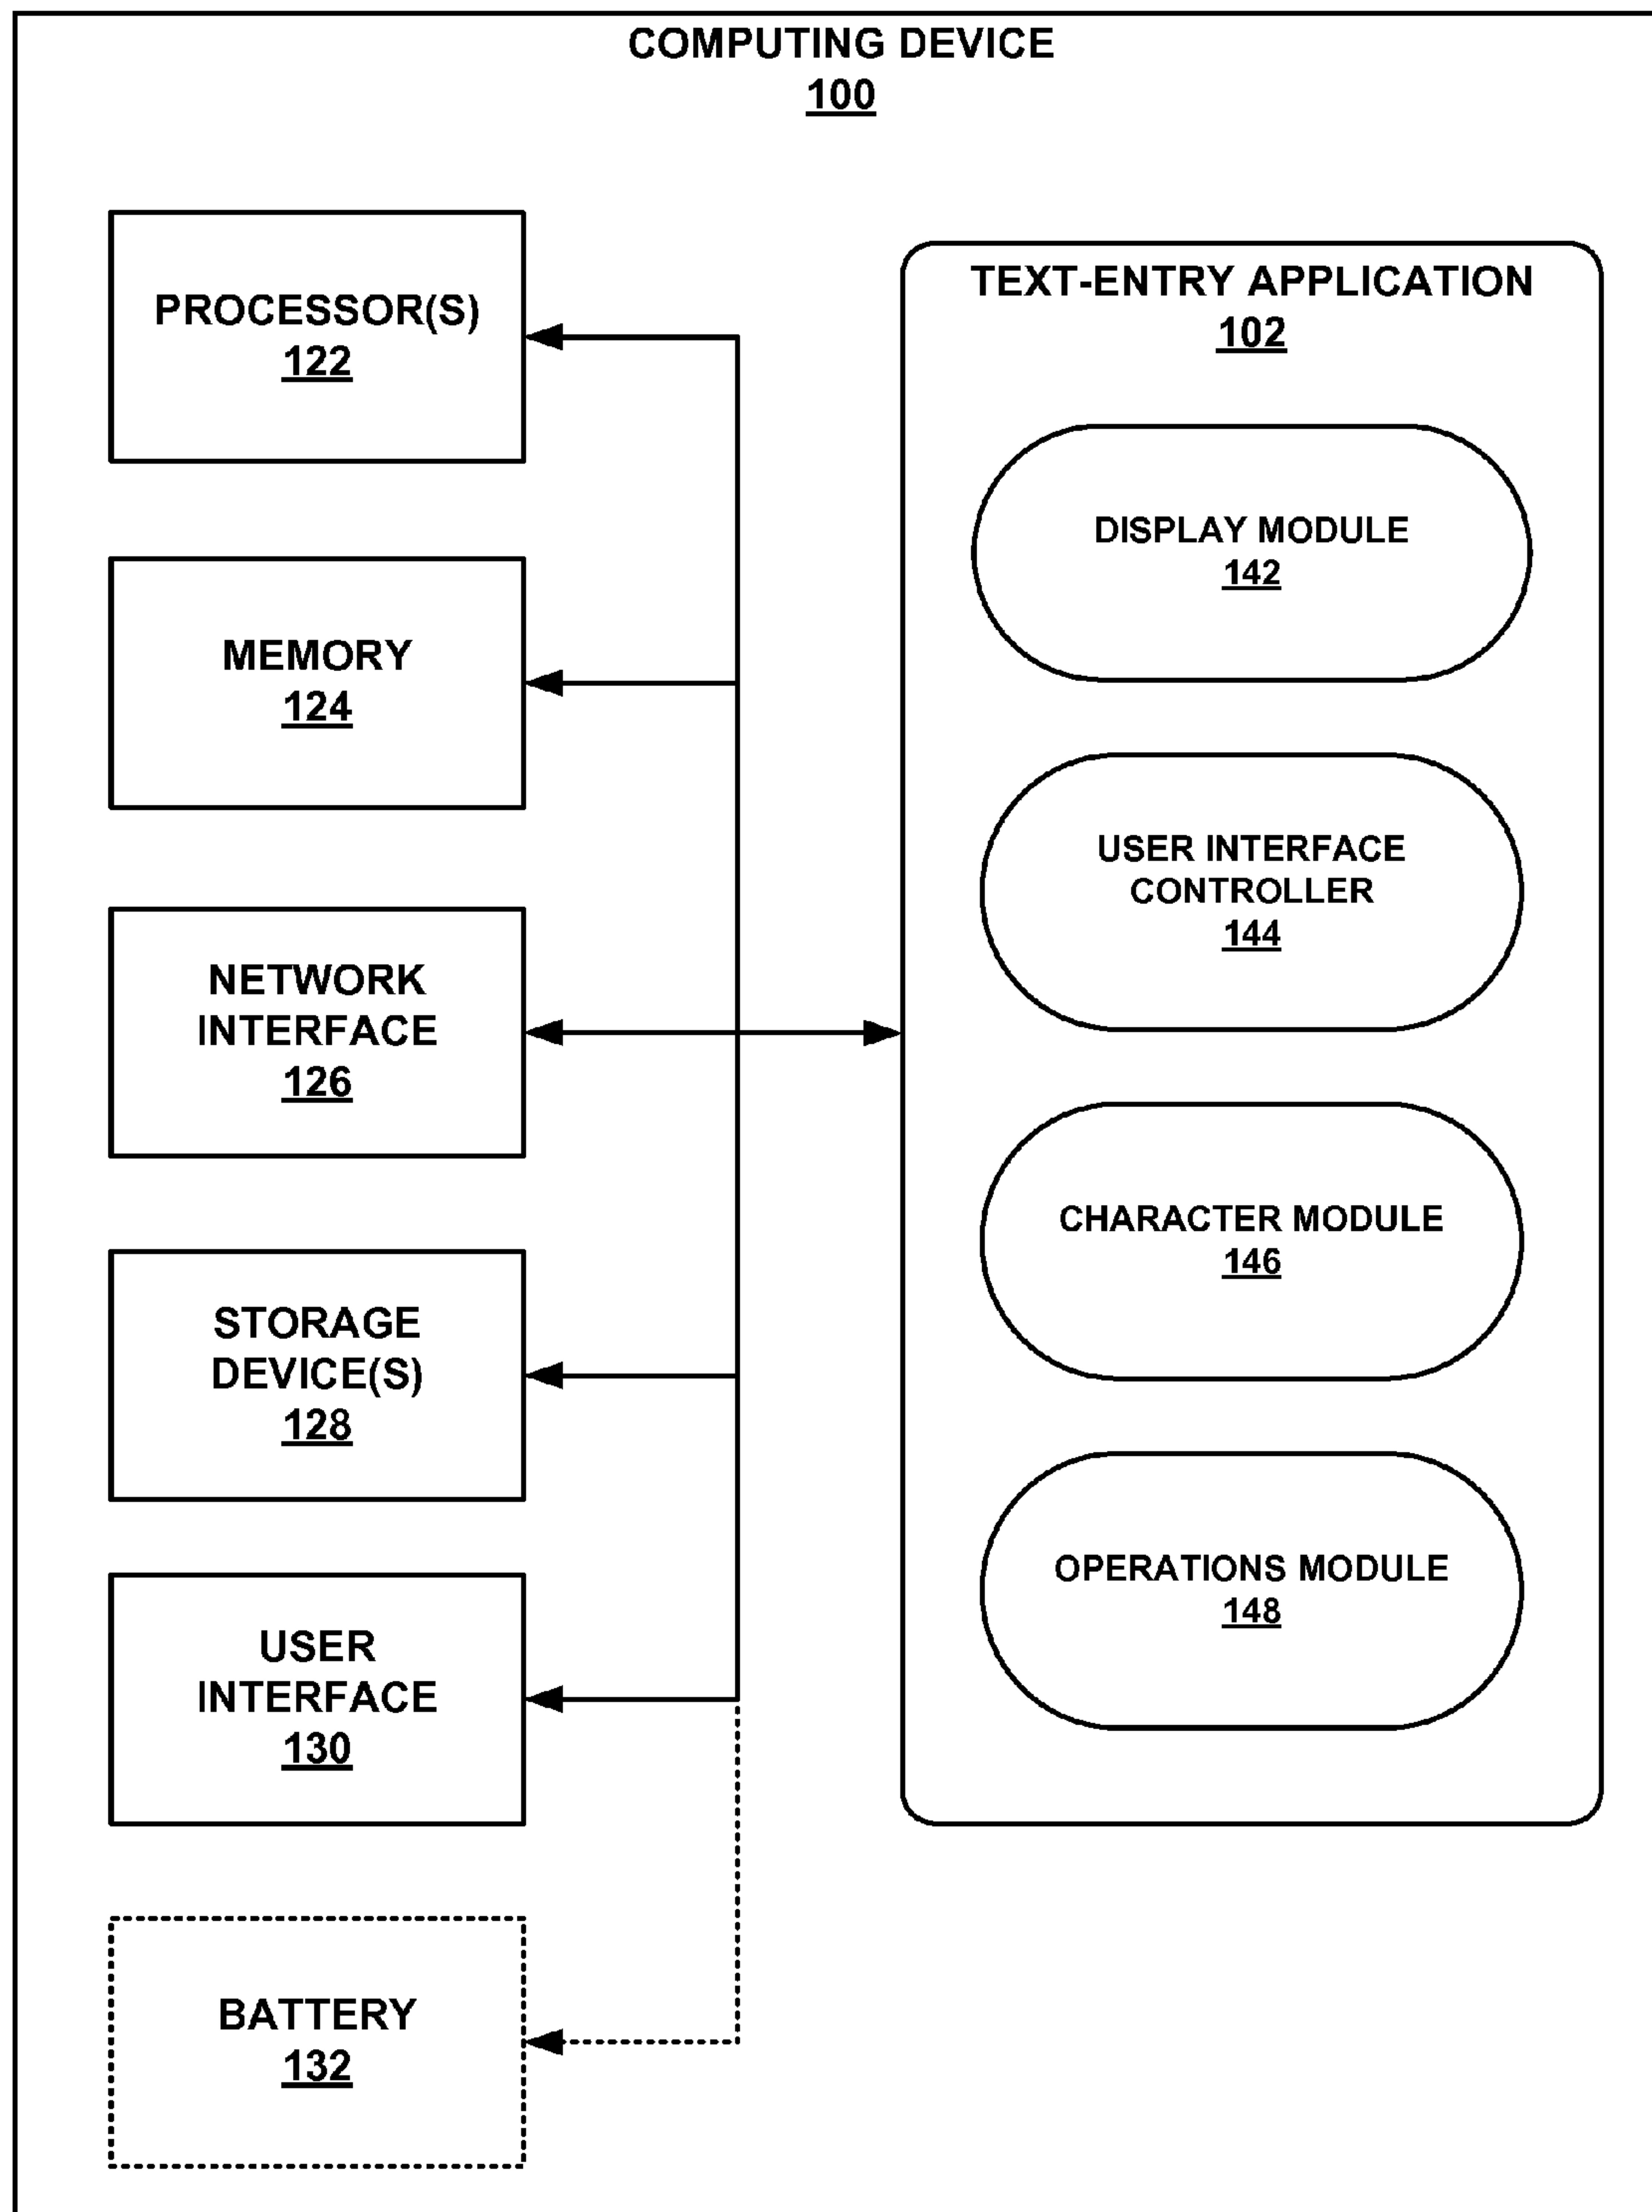 COMPUTING DEVICE
100
PROCESSOR(S)
122
MEMORY
124
NETWORK
INTERFACE
126
STORAGE
DEVICE(S)
128
USER
INTERFACE
130
BATTERY
132
TEXT-ENTRY APPLICATION
102
DISPLAY MODULE
142
USER INTERFACE
CONTROLLER
144
CHARACTER MODULE
146
OPERATIONS MODULE
148